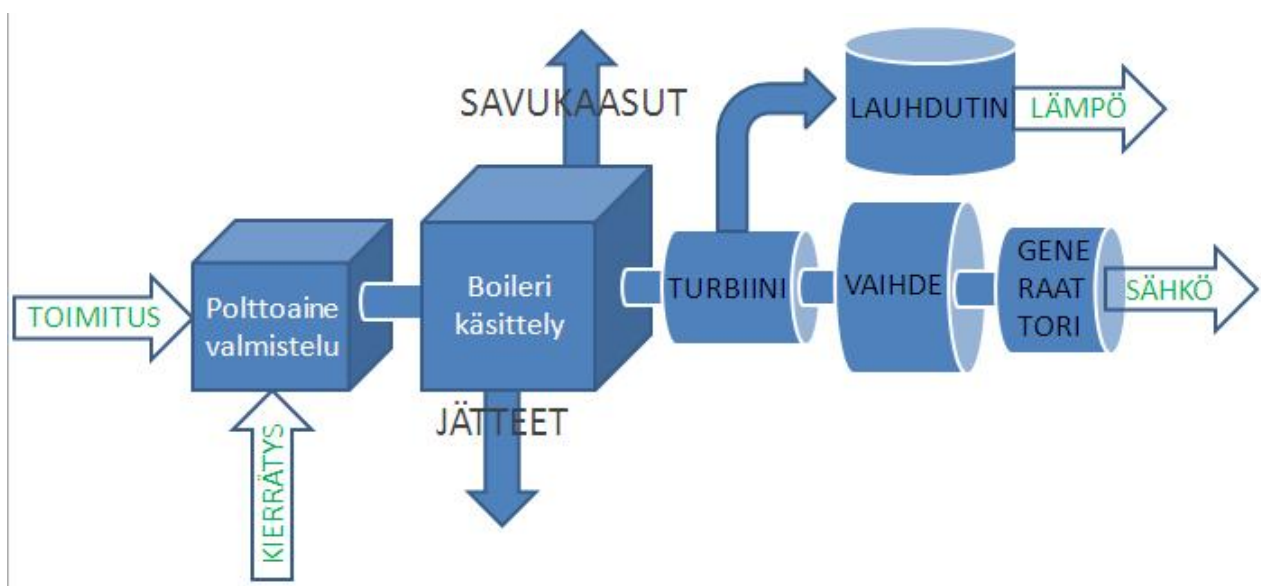 SAVUKAASUT
LAUHDUTIN
LÄMPÖ
TOIMITUS
Polttoaine
valmistelu
Boileri
käsittely
TURBIINI
VAIHDE
GENE
RAAT
TORI
SÄHKÖ
JÄTTEET
KIERRÄTYS